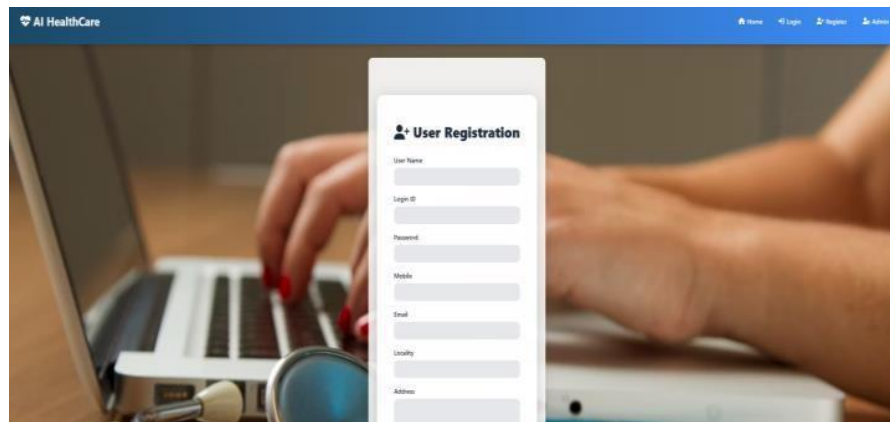 AI HealthCare
Home Login Register Admin
User Registration
User Name
Login ID
Password
Mobile
Email
Locality
Address